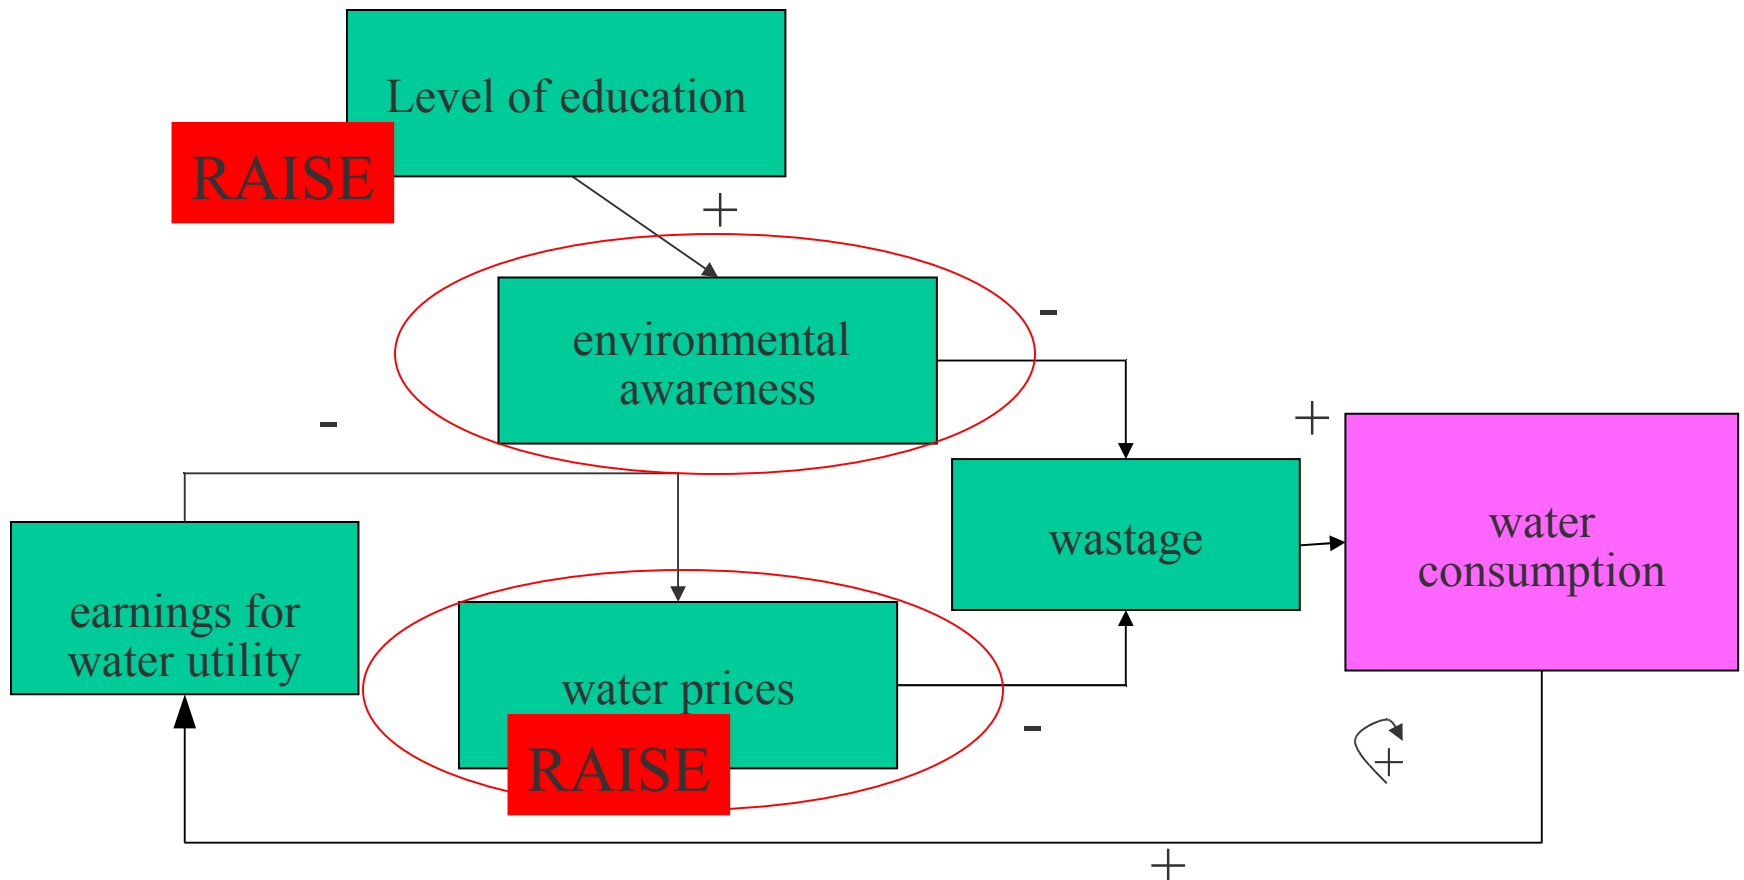 Level of education
RAISE
+
environmental
awareness
-
-
+
water
consumption
wastage
earnings for
water utility
water prices
RAISE
-
+
+